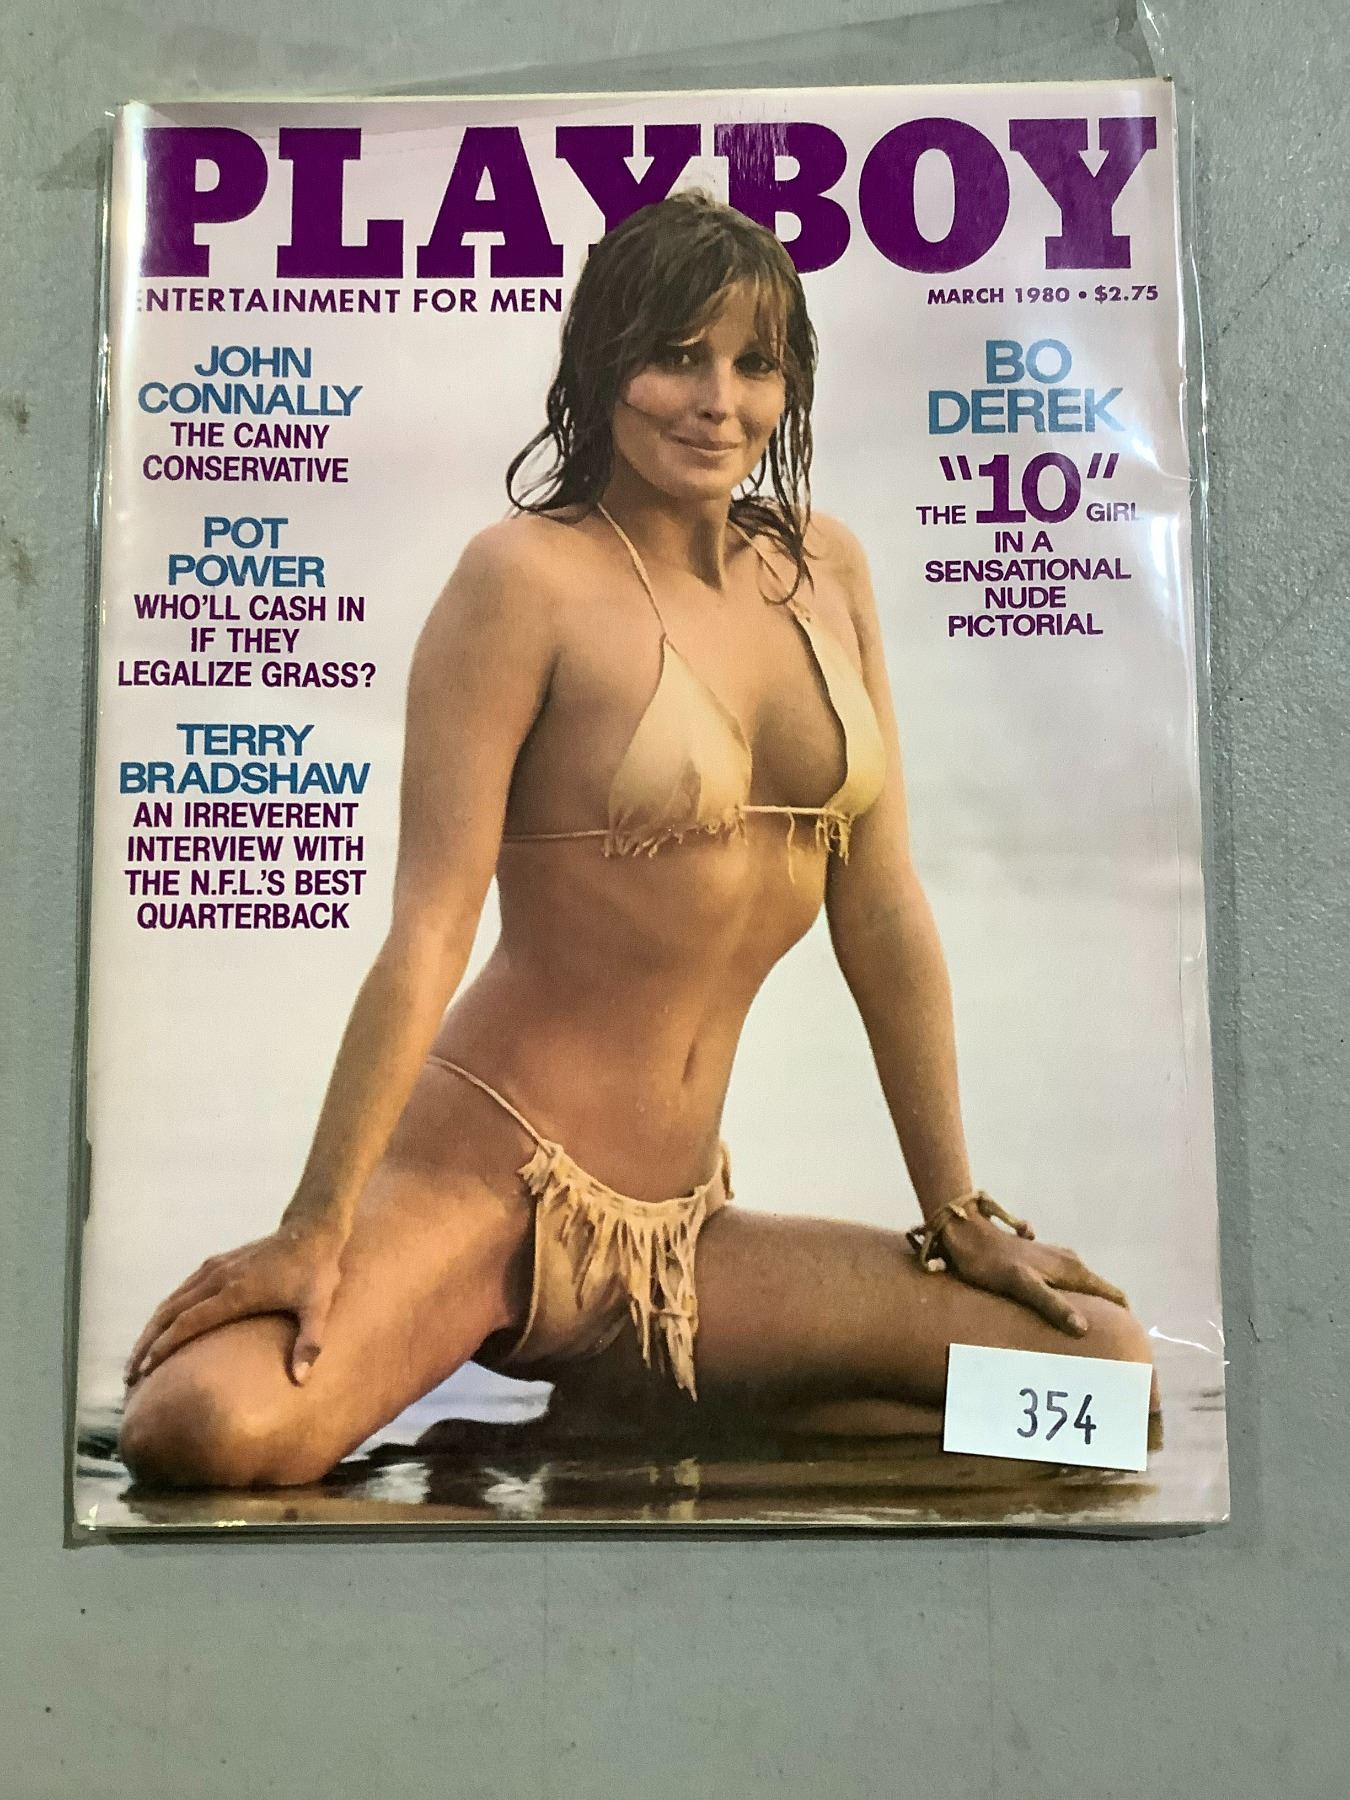 PLAYBOY
ENTERTAINMENT FOR MEN
MARCH 1980 • $2.75
JOHN
CONNALLY
THE CANNY
CONSERVATIVE
POT
POWER
WHO'LL CASH IN
IF THEY
LEGALIZE GRASS?
TERRY
BRADSHAW
AN IRREVERENT
INTERVIEW WITH
THE N.F.L.'S BEST
QUARTERBACK
BO
DEREK
THE "10" GIRL
IN A
SENSATIONAL
NUDE
PICTORIAL
354